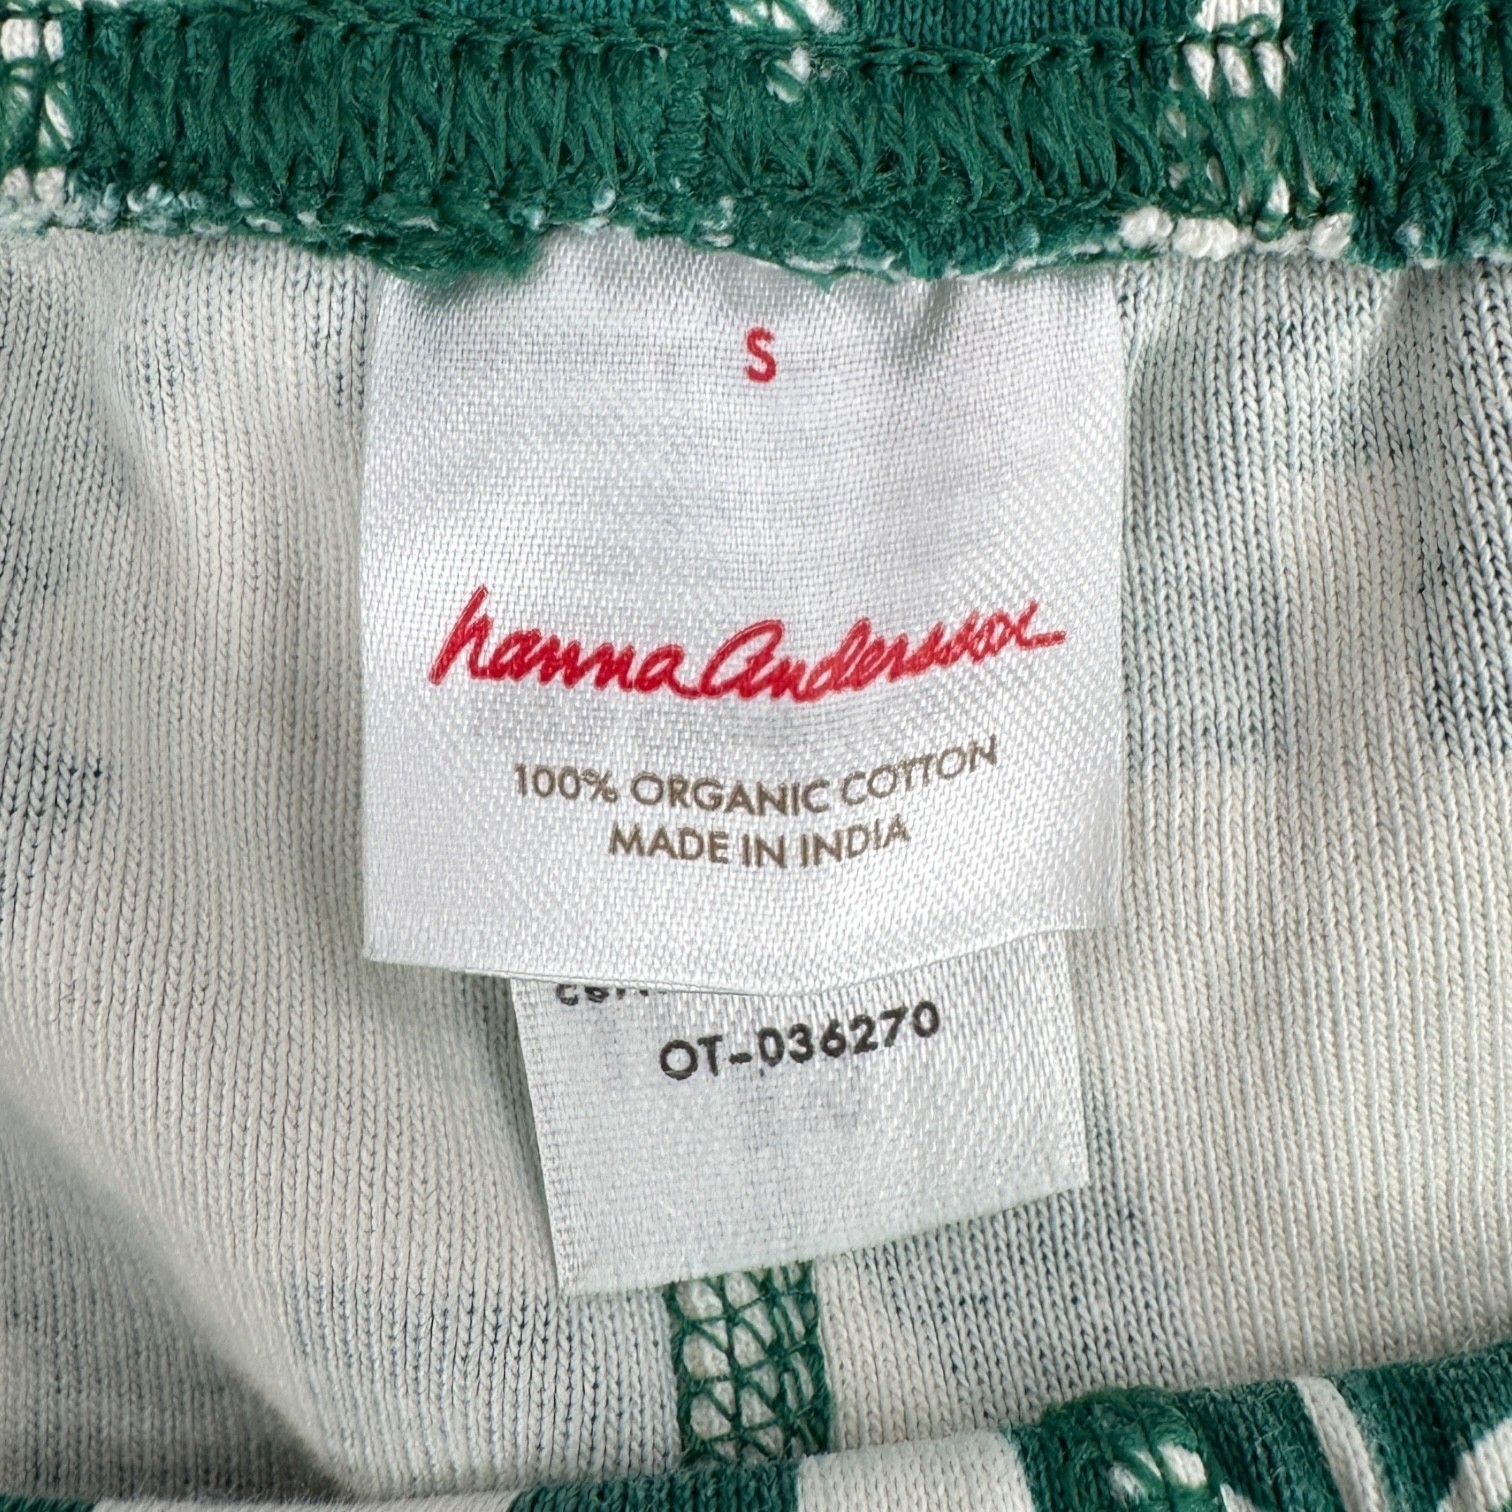 S
hanna Andersson
100% ORGANIC COTTON
MADE IN INDIA
OT-036270